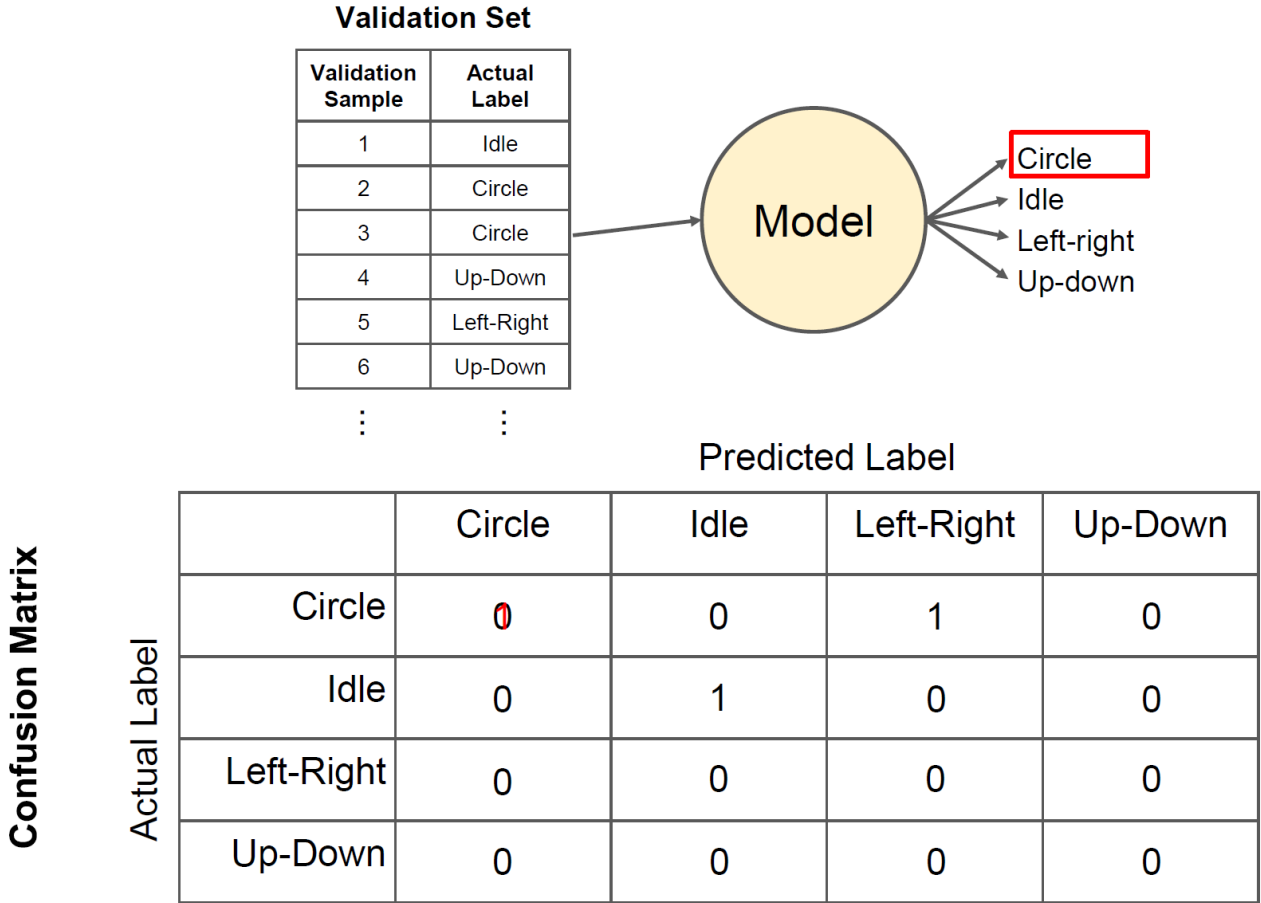 Validation Set
Validation Sample Actual Label
1 Idle
2 Circle
3 Circle
4 Up-Down
5 Left-Right
6 Up-Down
⋮ ⋮
Model
Circle
Idle
Left-right
Up-down
Predicted Label
Confusion Matrix
Actual Label
Circle Idle Left-Right Up-Down
Circle 0 1 0 1 0
Idle 0 1 0 0
Left-Right 0 0 0 0
Up-Down 0 0 0 0